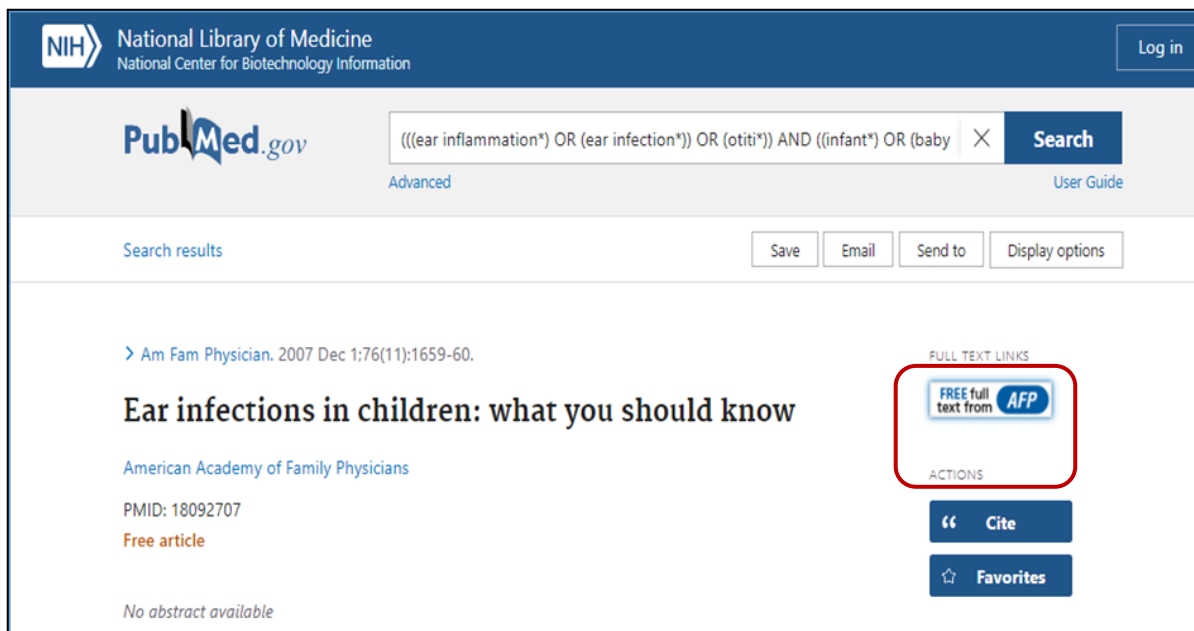 NIH
National Library of Medicine
National Center for Biotechnology Information
Log in
PubMed.gov
(((ear inflammation*) OR (ear infection*)) OR (otiti*)) AND ((infant*) OR (baby
Search
Advanced
User Guide
Search results
Save
Email
Send to
Display options
Am Fam Physician. 2007 Dec 1;76(11):1659-60.
FULL TEXT LINKS
FREE full
text from
AFP
Ear infections in children: what you should know
American Academy of Family Physicians
ACTIONS
PMID: 18092707
Cite
Free article
Favorites
No abstract available